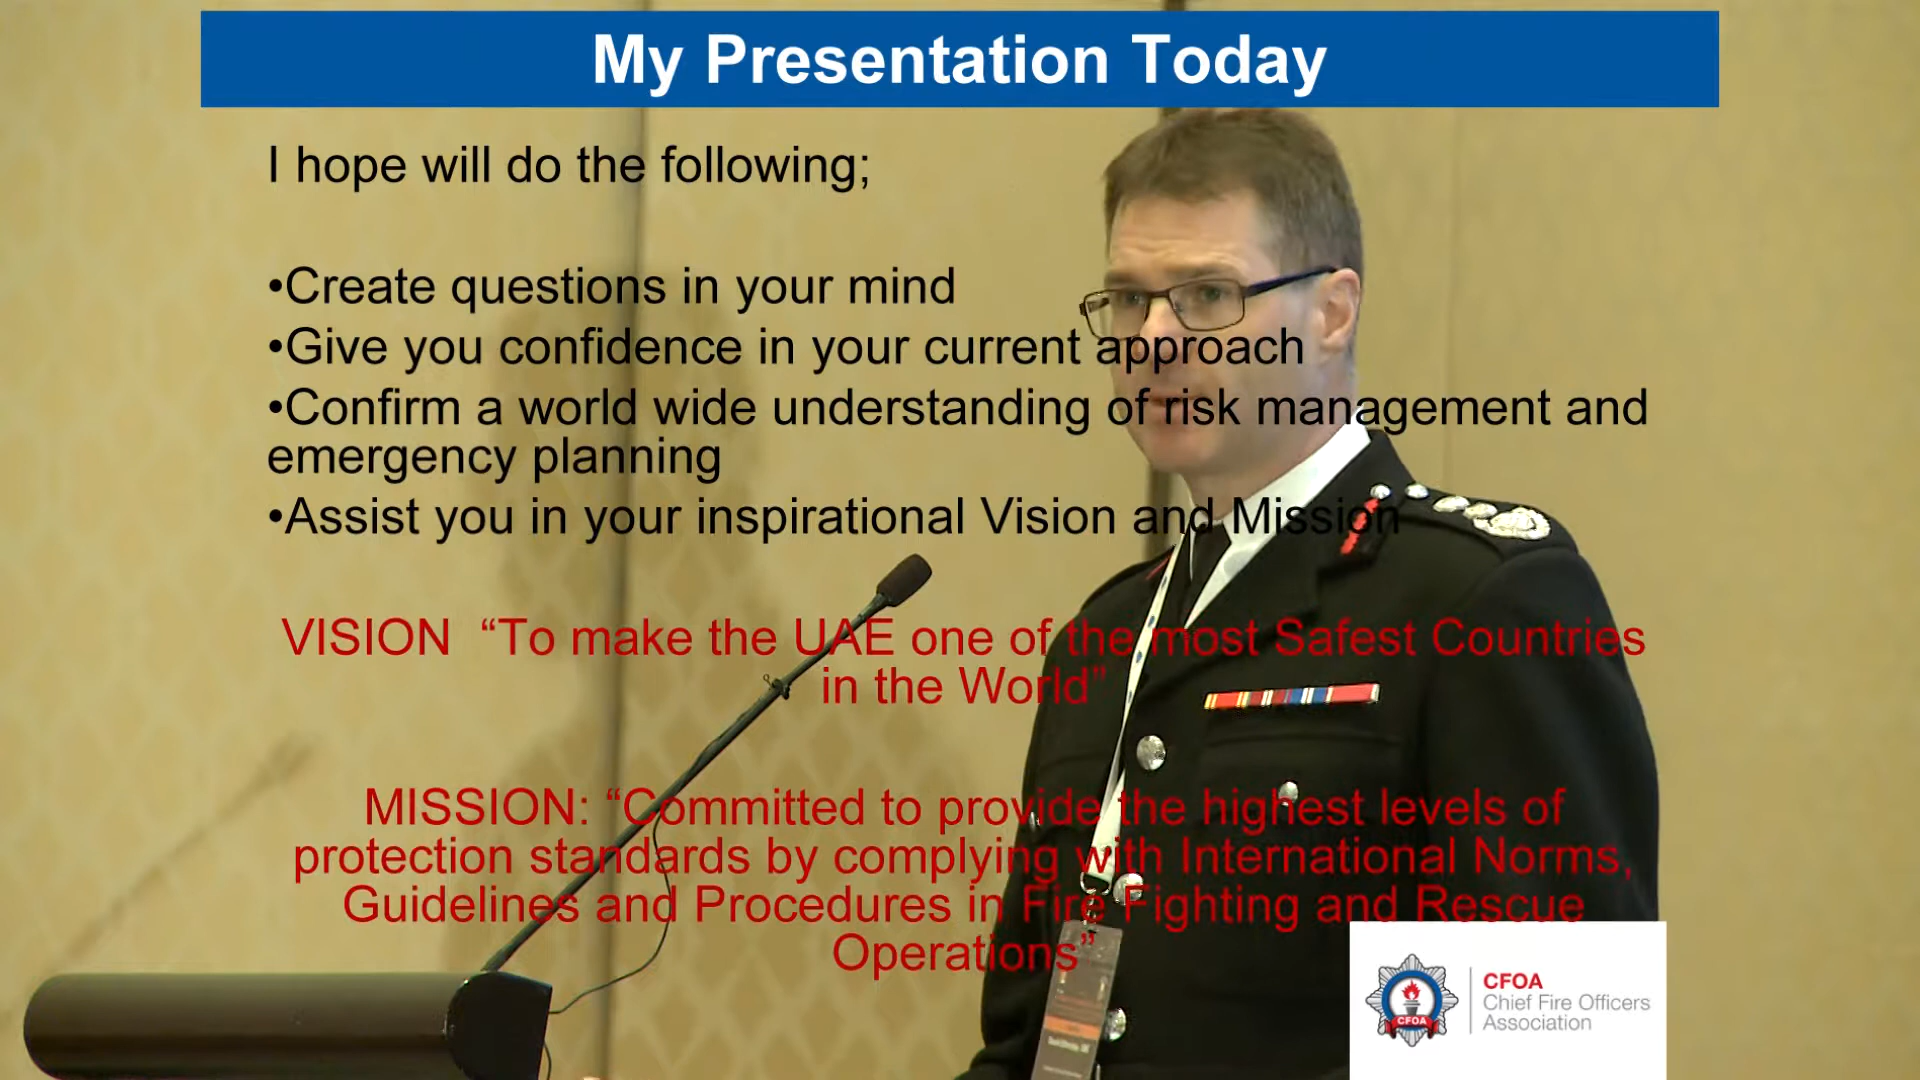 My Presentation Today
I hope will do the following;
•Create questions in your mind
•Give you confidence in your current approach
•Confirm a world wide understanding of risk management and
emergency planning
•Assist you in your inspirational Vision and Mission
VISION “To make the UAE one of the most Safest Countries
in the World”
MISSION: “Committed to provide the highest levels of
protection standards by complying with International Norms,
Guidelines and Procedures in Fire Fighting and Rescue
Operations”
CFOA
Chief Fire Officers
Association
CFOA